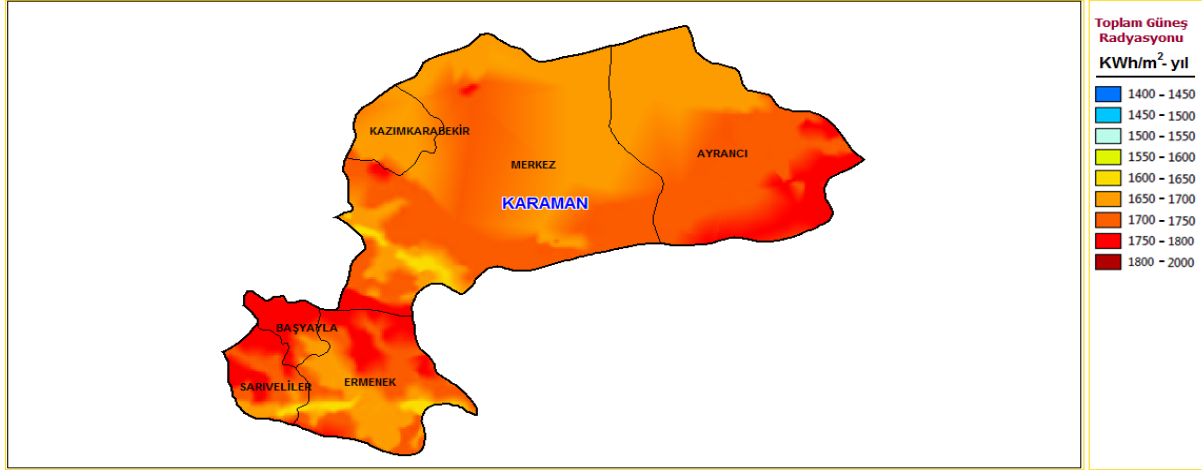 KAZIMKARABEKİR
MERKEZ
AYRANCI
KARAMAN
BAŞYAYLA
SARIVELİLER
ERMENEK
Toplam Güneş
Radyasyonu
KWh/m²- yıl
1400 - 1450
1450 - 1500
1500 - 1550
1550 - 1600
1600 - 1650
1650 - 1700
1700 - 1750
1750 - 1800
1800 - 2000